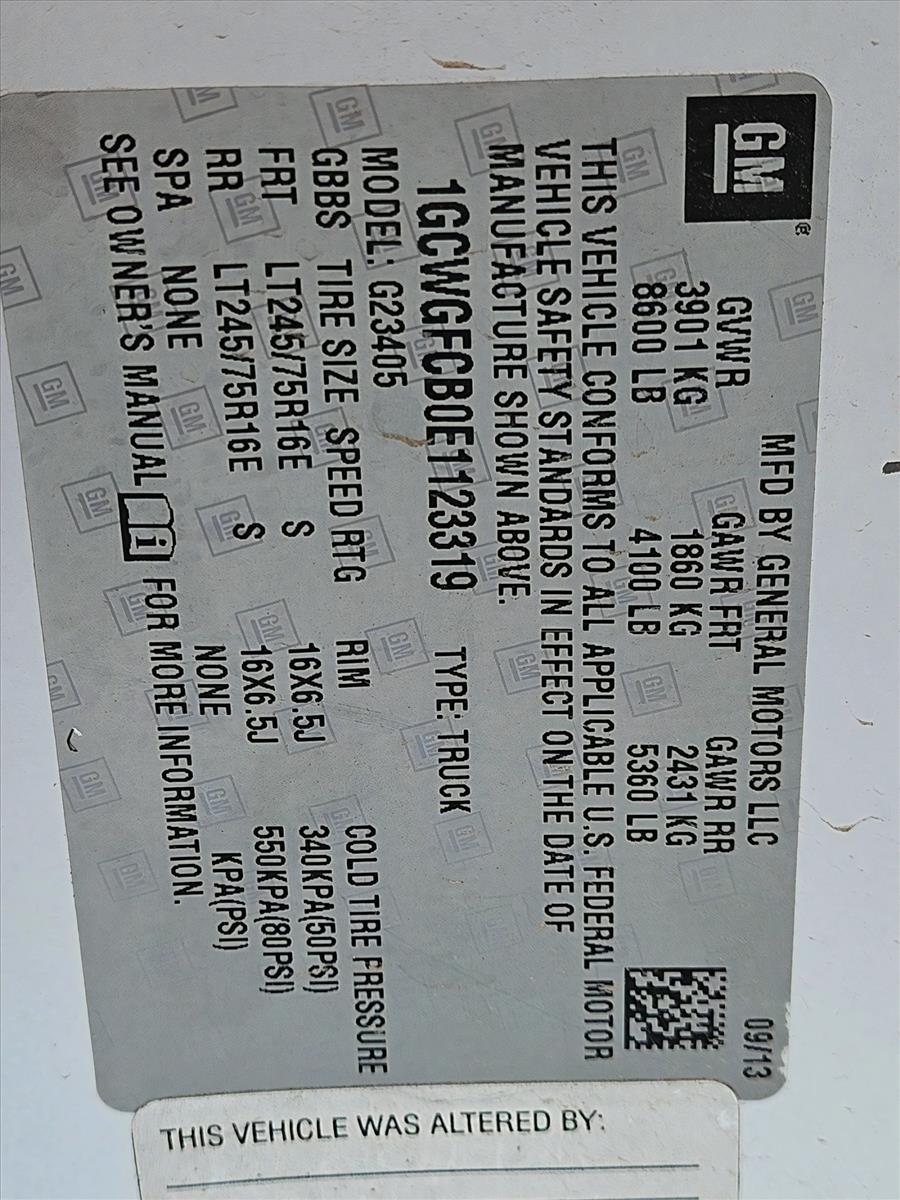 GM ®
MFD BY GENERAL MOTORS LLC 09/13
GVWR GAWR FRT GAWR RR
3901 KG 1860 KG 2431 KG
8600 LB 4100 LB 5360 LB
THIS VEHICLE CONFORMS TO ALL APPLICABLE U.S. FEDERAL MOTOR
VEHICLE SAFETY STANDARDS IN EFFECT ON THE DATE OF
MANUFACTURE SHOWN ABOVE.
1GCWGFCB0E1123319 TYPE: TRUCK
MODEL: G23405
GBBS TIRE SIZE SPEED RTG RIM COLD TIRE PRESSURE
FRT LT245/75R16E S 16X6.5J 340KPA(50PSI)
RR LT245/75R16E S 16X6.5J 550KPA(80PSI)
SPA NONE NONE KPA(PSI)
SEE OWNER'S MANUAL i FOR MORE INFORMATION.
THIS VEHICLE WAS ALTERED BY: